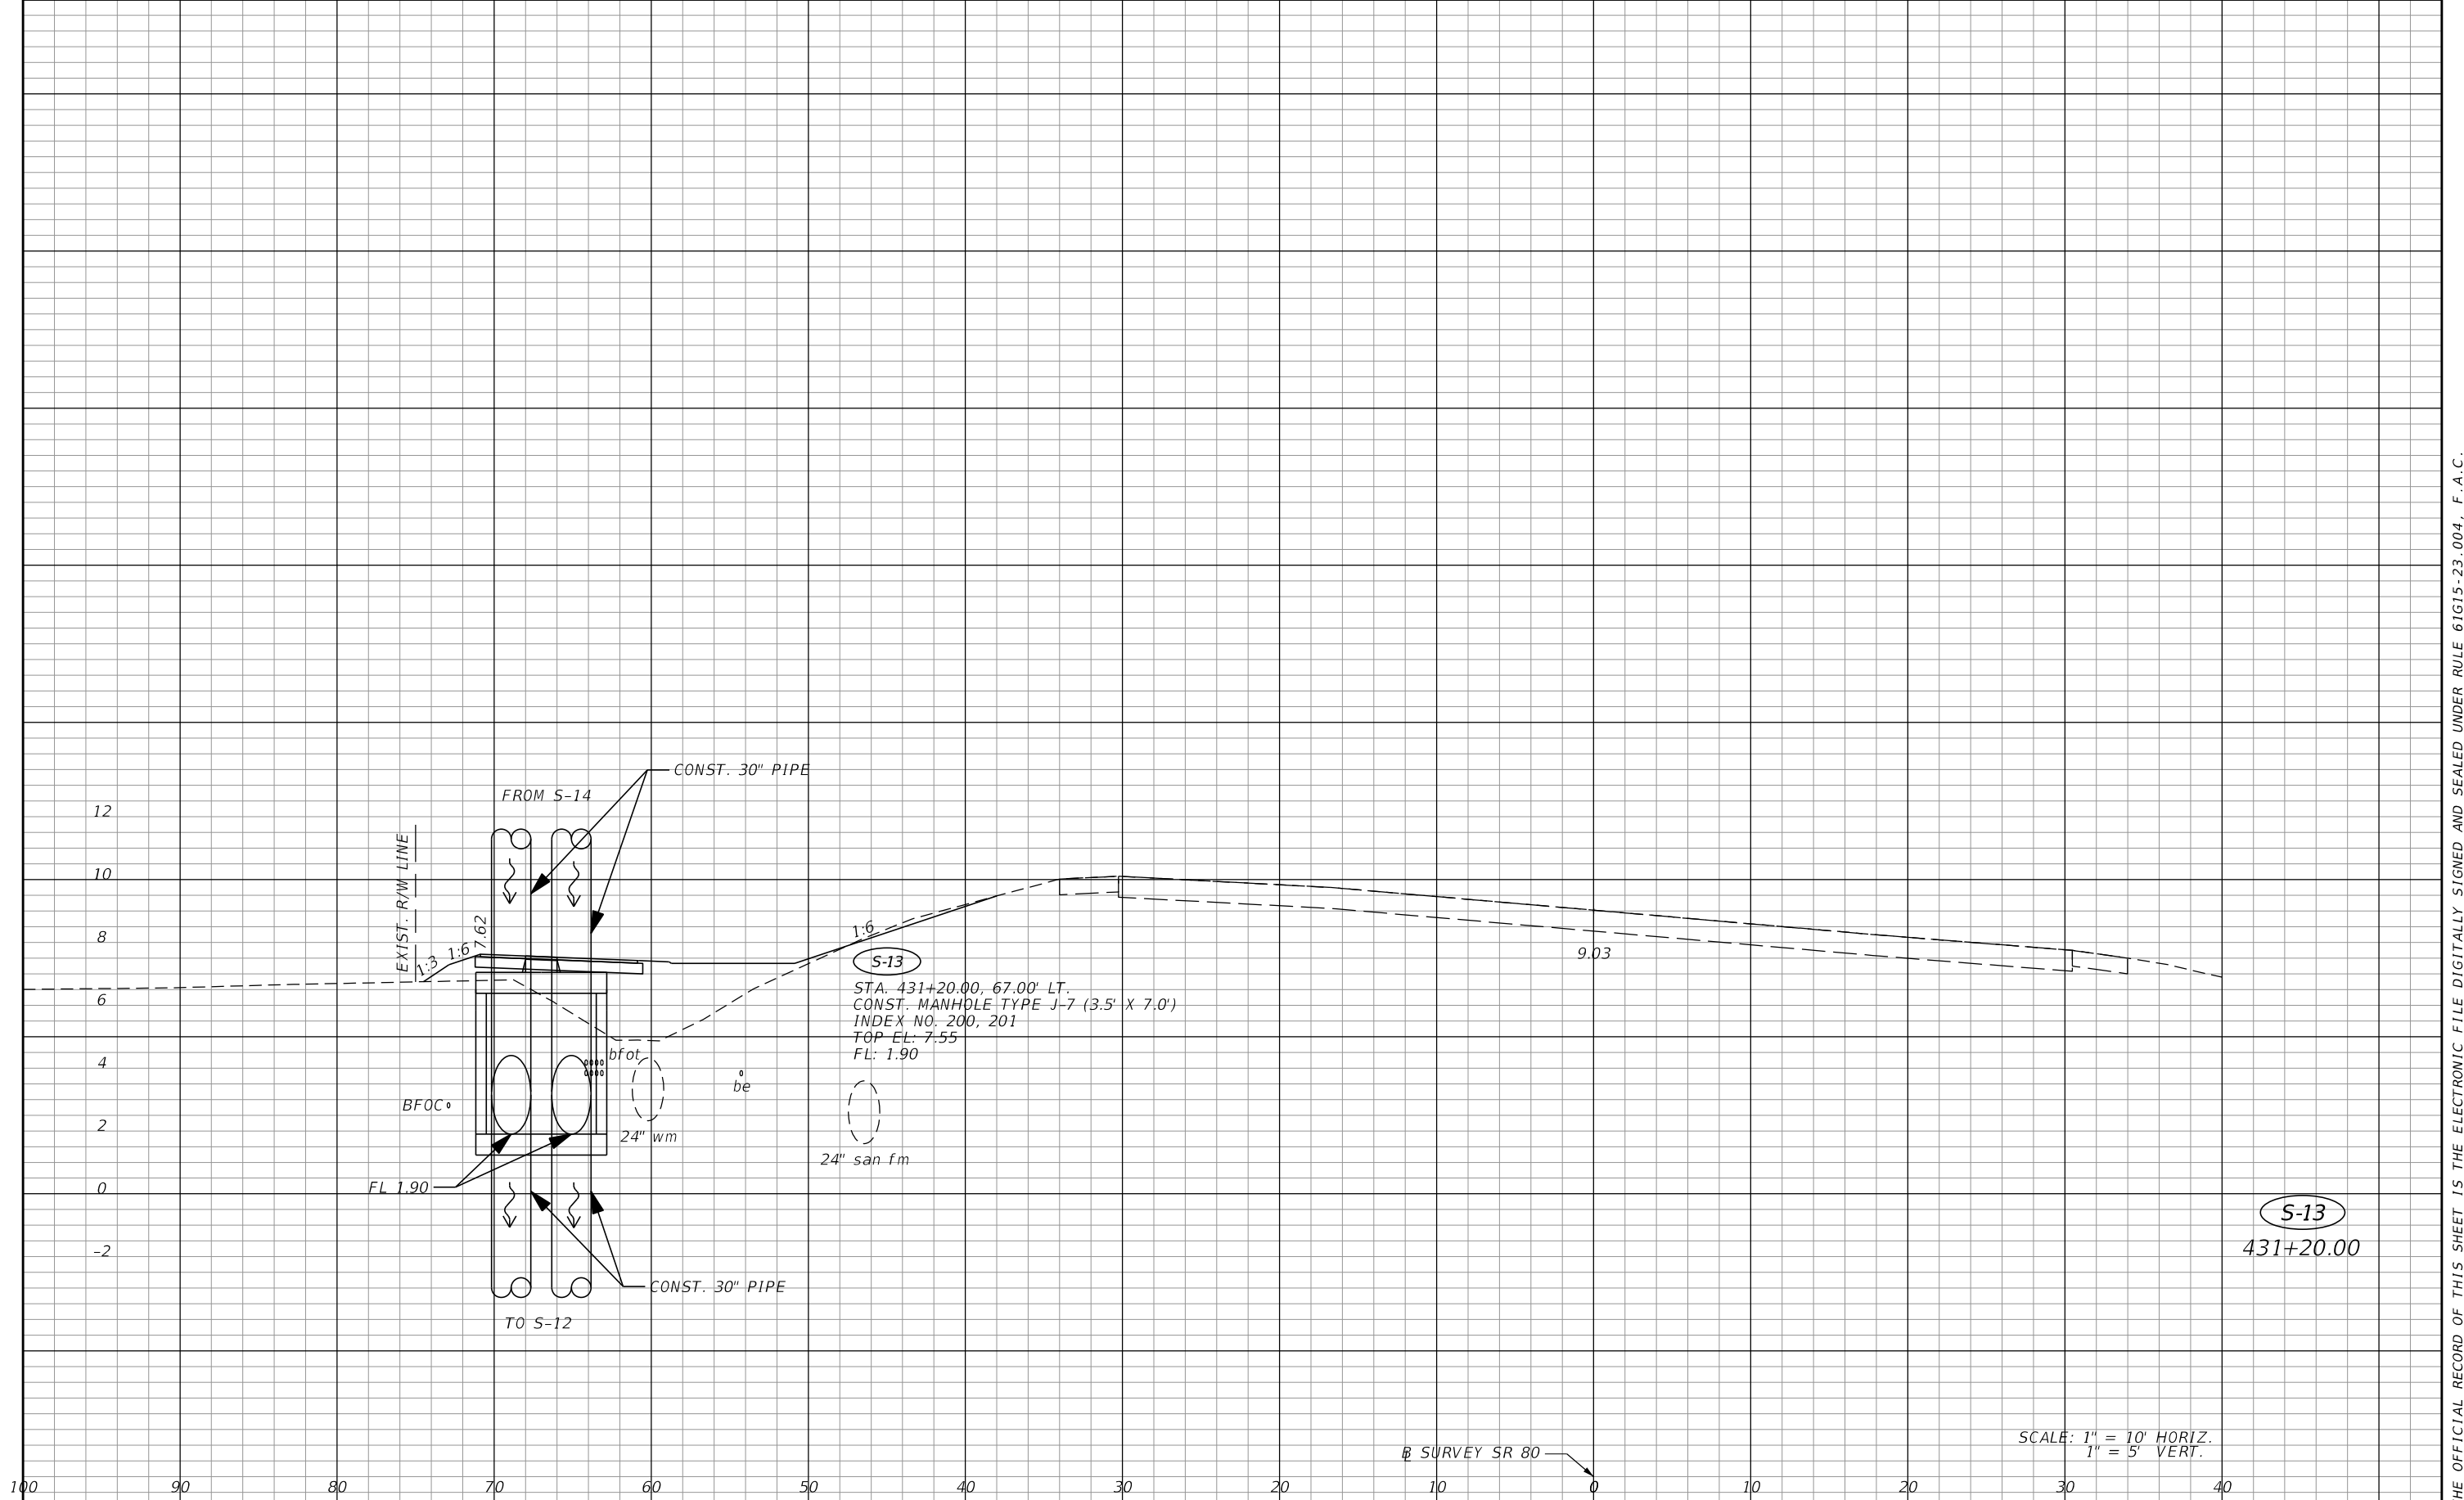 CONST. 30" PIPE
FROM S-14
12
10
8
6
4
2
0
-2
EXIST. R/W LINE
1:3
1:6
7.62
1:6
S-13
STA. 431+20.00, 67.00' LT.
CONST. MANHOLE TYPE J-7 (3.5' X 7.0')
INDEX NO. 200, 201
TOP EL: 7.55
FL: 1.90
9.03
bfot
be
BFOC
24" wm
24" san fm
FL 1.90
CONST. 30" PIPE
TO S-12
S-13
431+20.00
SCALE: 1" = 10' HORIZ.
1" = 5' VERT.
B SURVEY SR 80
100 90 80 70 60 50 40 30 20 10 0 10 20 30 40
HE OFFICIAL RECORD OF THIS SHEET IS THE ELECTRONIC FILE DIGITALLY SIGNED AND SEALED UNDER RULE 61G15-23.004, F.A.C.